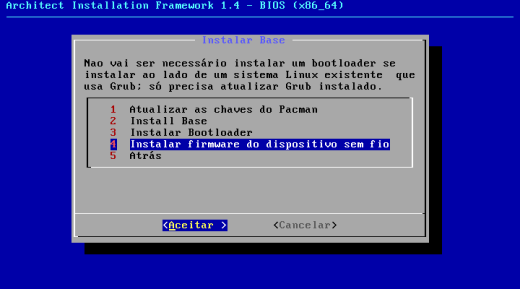 Architect Installation Framework 1.4 - BIOS (x86_64)
Instalar Base
Nao vai ser necessário instalar um bootloader se
instalar ao lado de um sistema Linux existente que
usa Grub; só precisa atualizar Grub instalado.
1 Atualizar as chaves do Pacman
2 Install Base
3 Instalar Bootloader
4 Instalar firmware do dispositivo sem fio
5 Atrás
<Aceitar > <Cancelar>